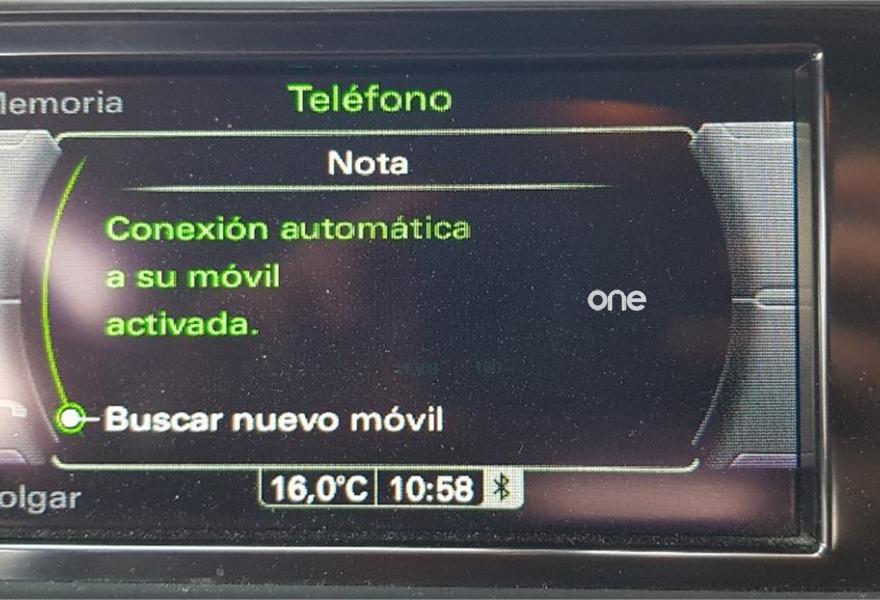 Memoria
Teléfono
Nota
Conexión automática
a su móvil
activada.
one
Buscar nuevo móvil
16,0°C 10:58
olgar